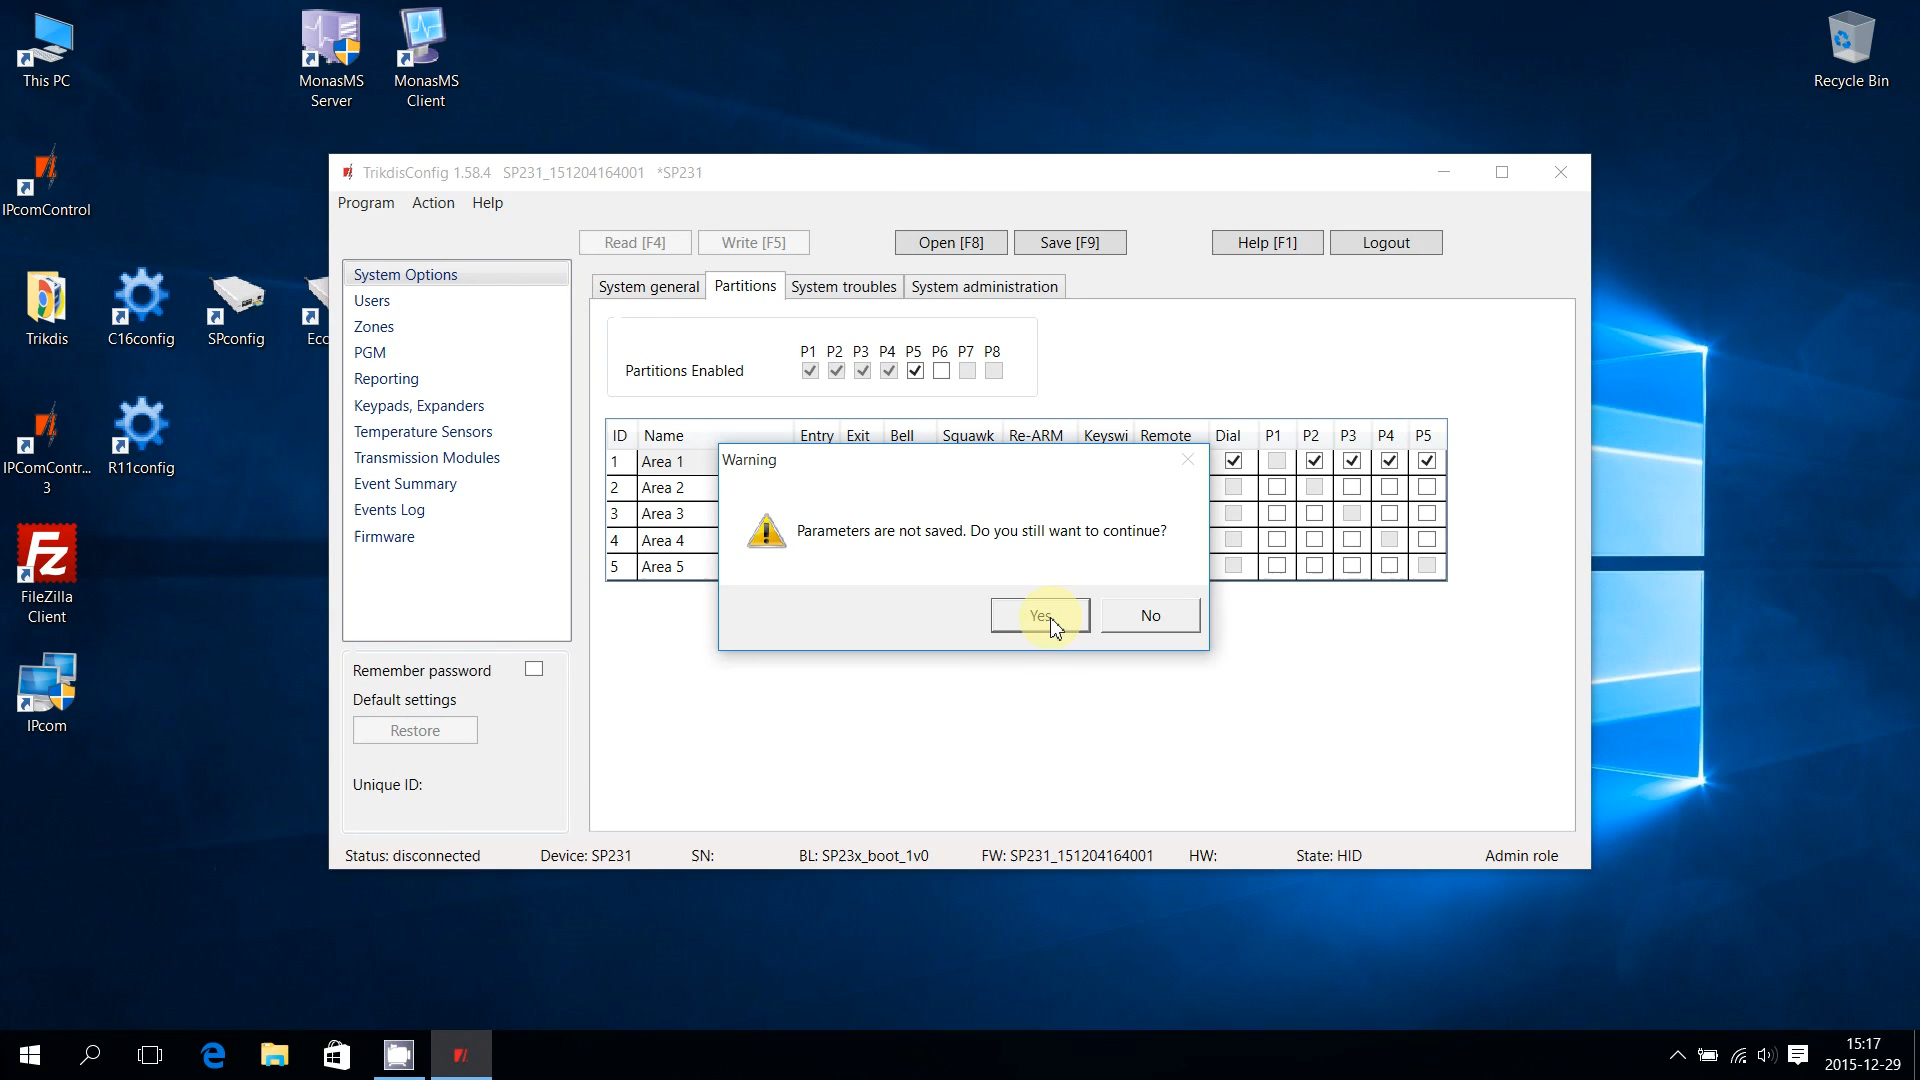 This PC
MonasMS
Server
MonasMS
Client
Recycle Bin
IPcomControl
Trikdis
C16config
SPconfig
Ecc
IPComContr...
3
R11config
FileZilla
Client
IPcom
TrikdisConfig 1.58.4 SP231_151204164001 *SP231
Program Action Help
Read [F4] Write [F5] Open [F8] Save [F9] Help [F1] Logout
System Options
Users
Zones
PGM
Reporting
Keypads, Expanders
Temperature Sensors
Transmission Modules
Event Summary
Events Log
Firmware
Remember password
Default settings
Restore
Unique ID:
System general Partitions System troubles System administration
P1 P2 P3 P4 P5 P6 P7 P8
Partitions Enabled
ID Name Entry Exit Bell Squawk Re-ARM Keyswi Remote Dial P1 P2 P3 P4 P5
1 Area 1
2 Area 2
3 Area 3
4 Area 4
5 Area 5
Warning
Parameters are not saved. Do you still want to continue?
Yes No
Status: disconnected Device: SP231 SN: BL: SP23x_boot_1v0 FW: SP231_151204164001 HW: State: HID Admin role
15:17
2015-12-29